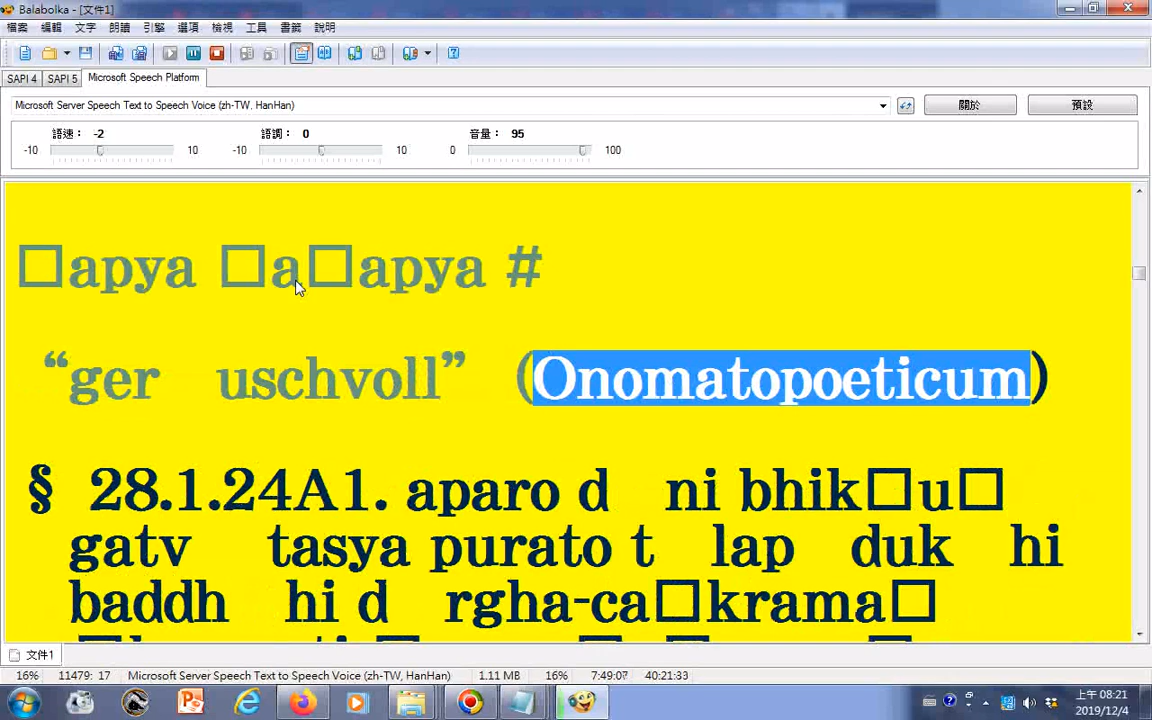 Balabolka - [文件1]
檔案 編輯 文字 朗讀 引擎 選項 檢視 工具 書籤 說明
SAPI 4 SAPI 5 Microsoft Speech Platform
Microsoft Server Speech Text to Speech Voice (zh-TW, HanHan) 關於 預設
語速： -2 語調： 0 音量： 95
-10 10 -10 10 0 100
□apya □a□apya #
“ger uschvoll” (Onomatopoeticum)
§ 28.1.24A1. aparo d ni bhik□u□
gatv tasya purato t lap duk hi
baddh hi d rgha-ca□krama□
文件1
16% 11479: 17 Microsoft Server Speech Text to Speech Voice (zh-TW, HanHan) 1.11 MB 16% 7:49:0? 40:21:33
上午 08:21
2019/12/4